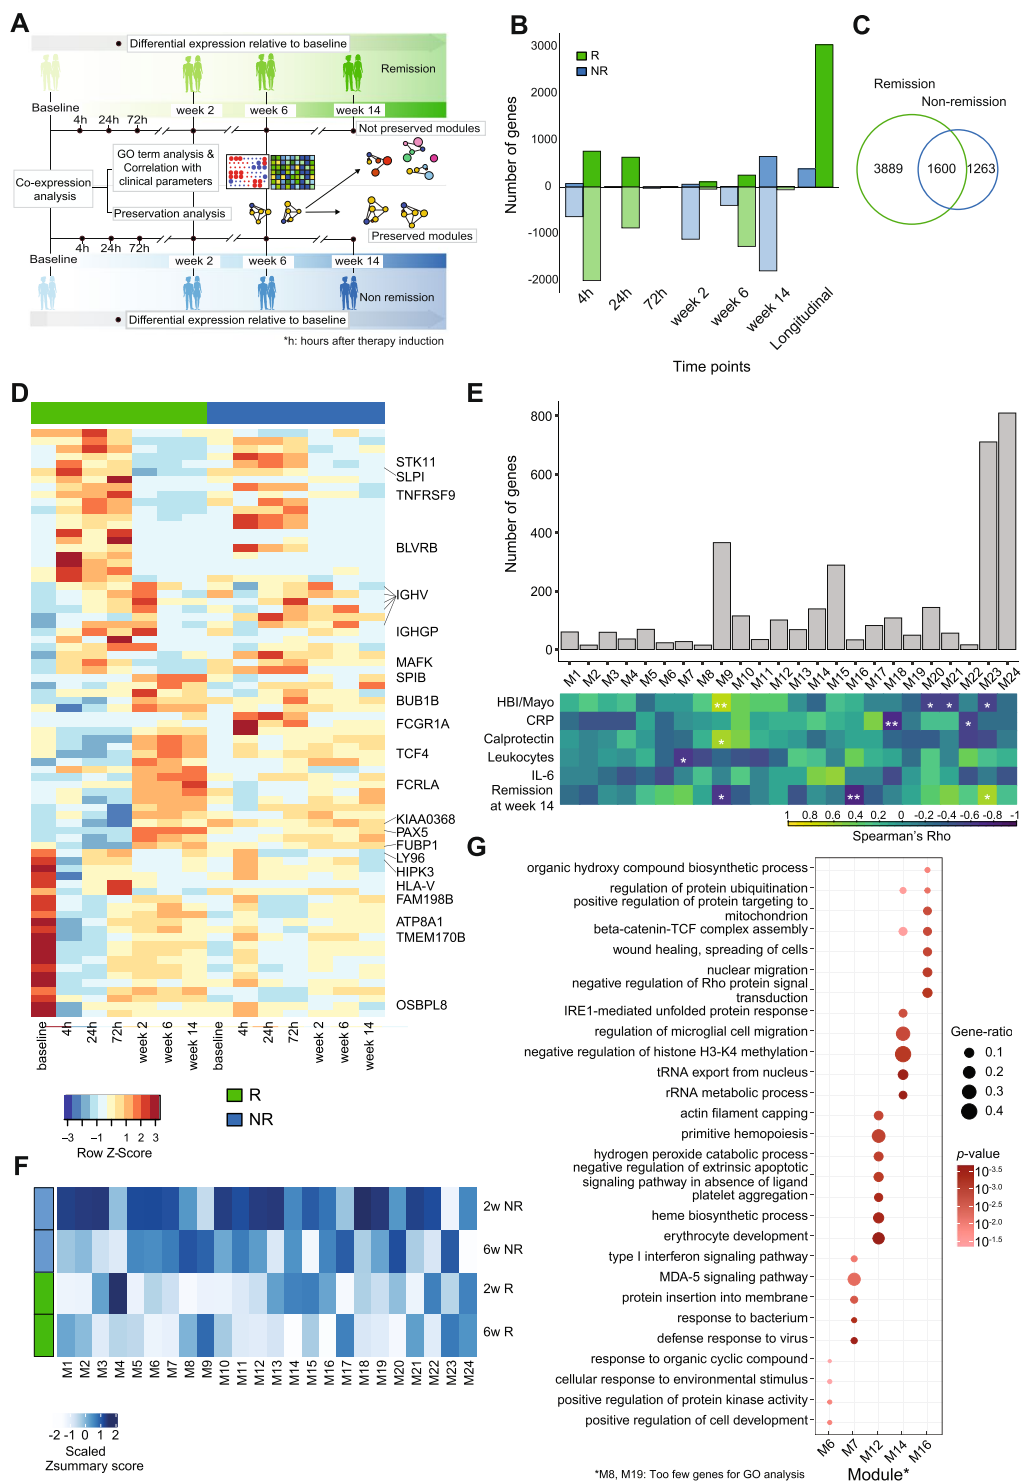 A
Differential expression relative to baseline
Remission
Baseline
week 2
week 6
week 14
4h
24h
72h
Not preserved modules
GO term analysis &
Correlation with
clinical parameters
Co-expression
analysis
Preservation analysis
Preserved modules
4h
24h
72h
Baseline
week 2
week 6
week 14
Non remission
Differential expression relative to baseline
*h: hours after therapy induction
B
R
NR
Number of genes
3000
2000
1000
0
-1000
-2000
4h
24h
72h
week 2
week 6
week 14
Longitudinal
Time points
C
Remission
Non-remission
3889
1600
1263
D
STK11
SLPI
TNFRSF9
BLVRB
IGHV
IGHGP
MAFK
SPIB
BUB1B
FCGR1A
TCF4
FCRLA
KIAA0368
PAX5
FUBP1
LY96
HIPK3
HLA-V
FAM198B
ATP8A1
TMEM170B
OSBPL8
baseline
4h
24h
72h
week 2
week 6
week 14
baseline
4h
24h
72h
week 2
week 6
week 14
−3
−1
1
2
3
Row Z-Score
R
NR
E
Number of genes
800
600
400
200
0
M1
M2
M3
M4
M5
M6
M7
M8
M9
M10
M11
M12
M13
M14
M15
M16
M17
M18
M19
M20
M21
M22
M23
M24
HBI/Mayo
** * * *
CRP
** *
Calprotectin
*
Leukocytes
*
IL-6
Remission
at week 14
* ** *
1
0.8
0.6
0.4
0.2
0
-0.2
-0.4
-0.6
-0.8
-1
Spearman's Rho
F
2w NR
6w NR
2w R
6w R
M1
M2
M3
M4
M5
M6
M7
M8
M9
M10
M11
M12
M13
M14
M15
M16
M17
M18
M19
M20
M21
M22
M23
M24
-2
-1
0
1
2
Scaled
Zsummary score
G
organic hydroxy compound biosynthetic process
regulation of protein ubiquitination
positive regulation of protein targeting to
mitochondrion
beta-catenin-TCF complex assembly
wound healing, spreading of cells
nuclear migration
negative regulation of Rho protein signal
transduction
IRE1-mediated unfolded protein response
regulation of microglial cell migration
negative regulation of histone H3-K4 methylation
tRNA export from nucleus
rRNA metabolic process
actin filament capping
primitive hemopoiesis
hydrogen peroxide catabolic process
negative regulation of extrinsic apoptotic
signaling pathway in absence of ligand
platelet aggregation
heme biosynthetic process
erythrocyte development
type I interferon signaling pathway
MDA-5 signaling pathway
protein insertion into membrane
response to bacterium
defense response to virus
response to organic cyclic compound
cellular response to environmental stimulus
positive regulation of protein kinase activity
positive regulation of cell development
M6
M7
M12
M14
M16
Module*
*M8, M19: Too few genes for GO analysis
Gene-ratio
0.1
0.2
0.3
0.4
p-value
10-3.5
10-3.0
10-2.5
10-2.0
10-1.5